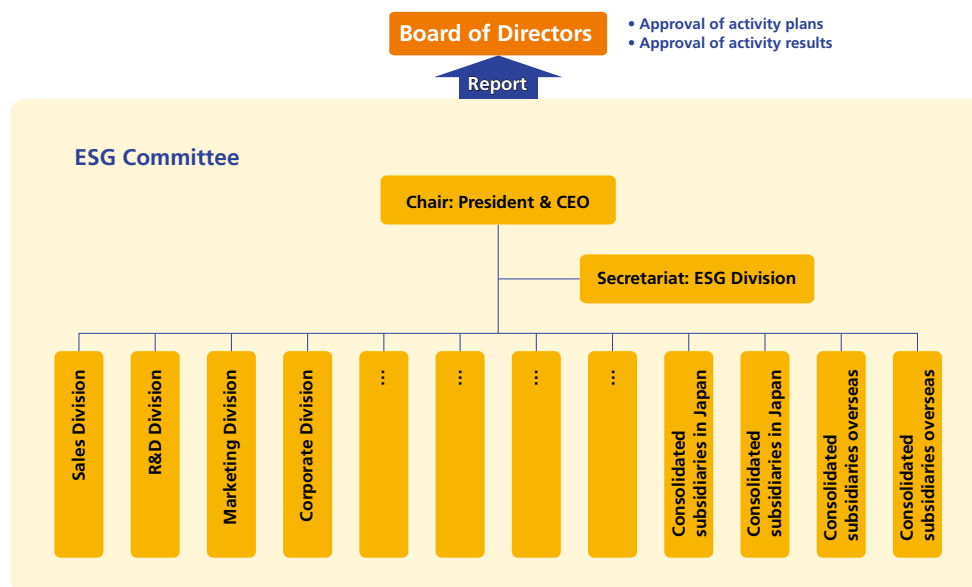 Board of Directors
• Approval of activity plans
• Approval of activity results
Report
ESG Committee
Chair: President & CEO
Secretariat: ESG Division
Sales Division
R&D Division
Marketing Division
Corporate Division
…
…
…
…
Consolidated
subsidiaries in Japan
Consolidated
subsidiaries in Japan
Consolidated
subsidiaries overseas
Consolidated
subsidiaries overseas